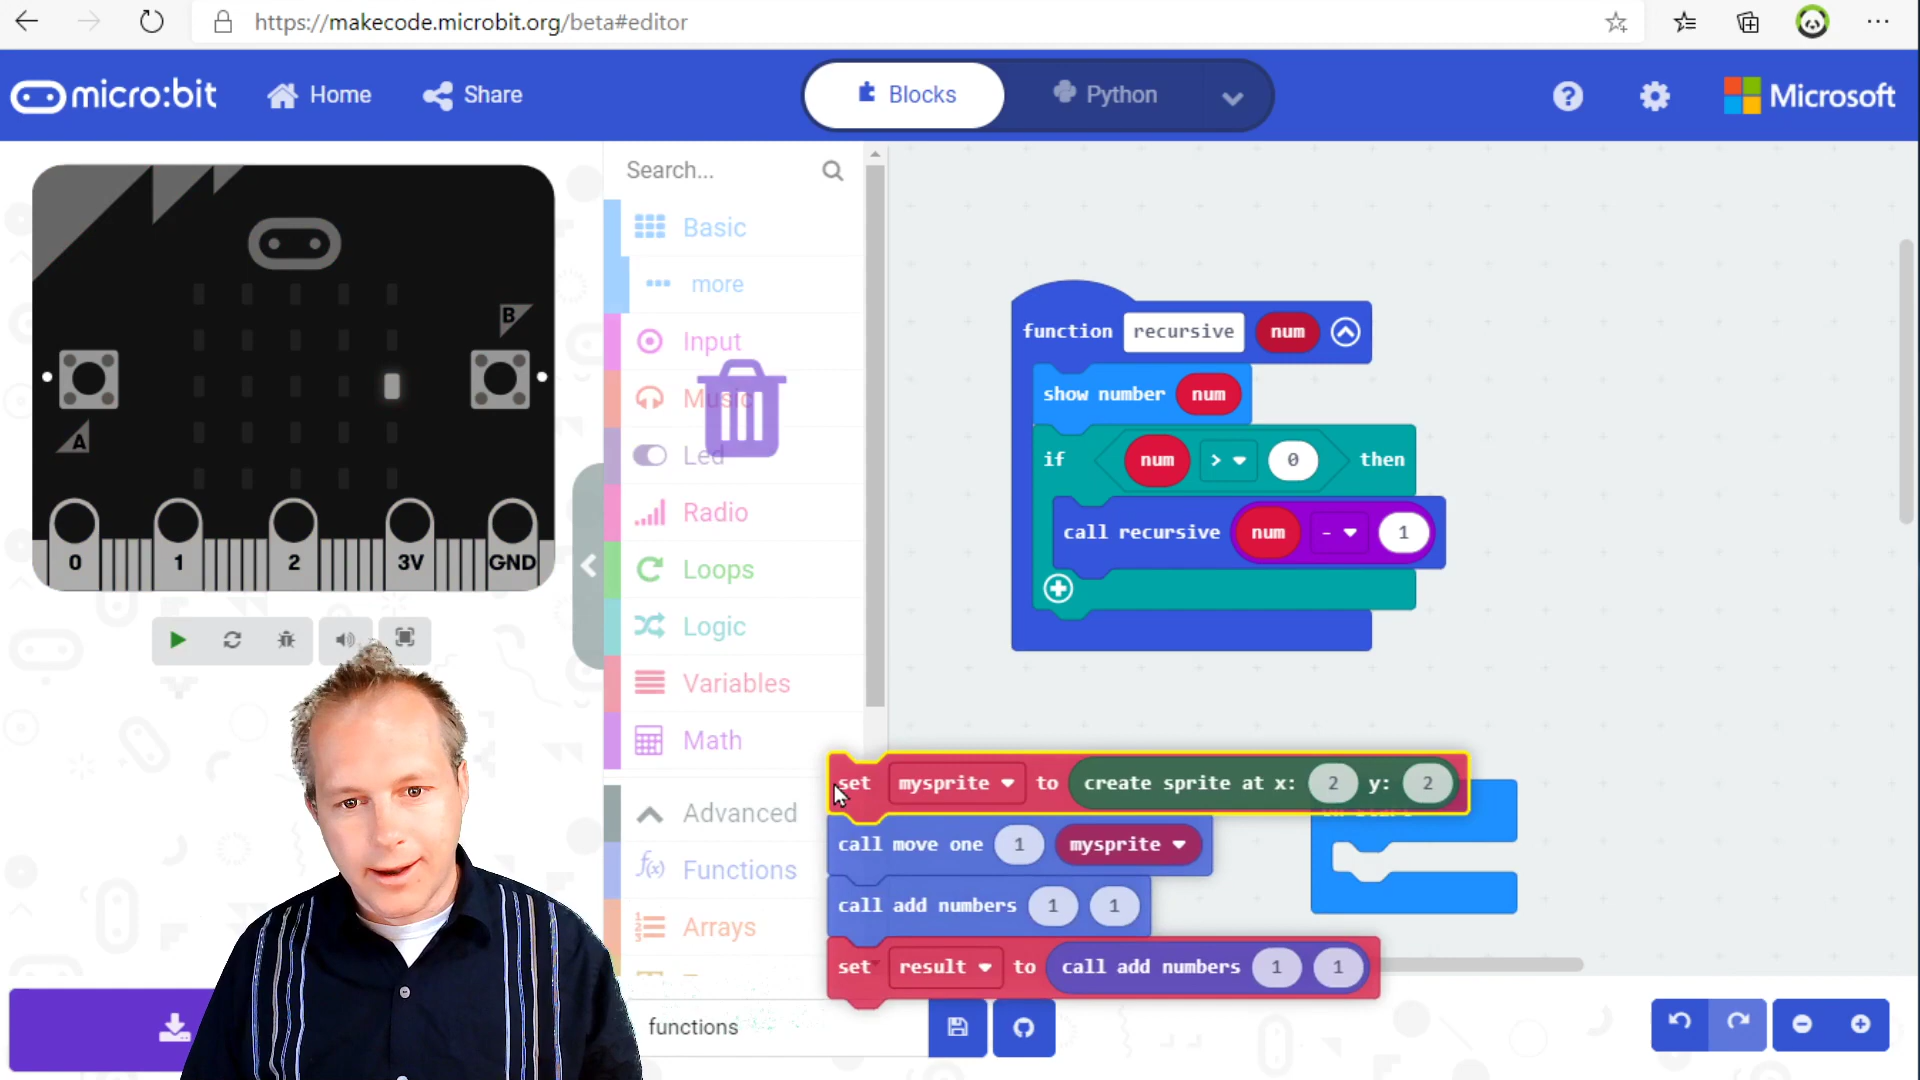 https://makecode.microbit.org/beta#editor
micro:bit
Home
Share
Blocks
Python
Microsoft
B
A
0 1 2 3V GND
Search...
Basic
more
Input
Music
Led
Radio
Loops
Logic
Variables
Math
Advanced
Functions
Arrays
function recursive num
show number num
if num > 0 then
call recursive num - 1
set mysprite to create sprite at x: 2 y: 2
call move one 1 mysprite
call add numbers 1 1
set result to call add numbers 1 1
functions